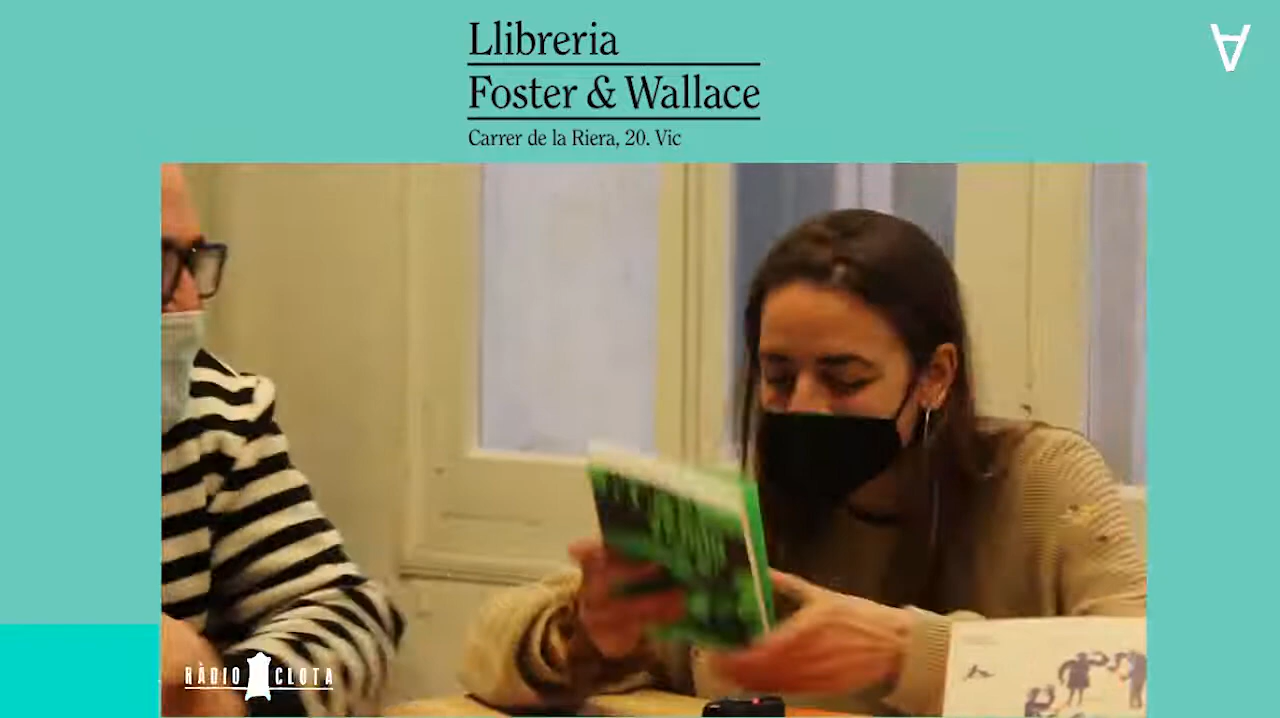 Llibreria
Foster & Wallace
Carrer de la Riera, 20. Vic
RÀDIO CLOTA